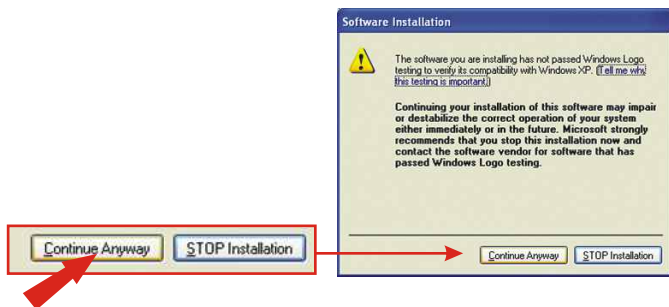 Software Installation
The software you are installing has not passed Windows Logo
testing to verify its compatibility with Windows XP. (Tell me why
this testing is important.)
Continuing your installation of this software may impair
or destabilize the correct operation of your system
either immediately or in the future. Microsoft strongly
recommends that you stop this installation now and
contact the software vendor for software that has
passed Windows Logo testing.
Continue Anyway STOP Installation
Continue Anyway STOP Installation